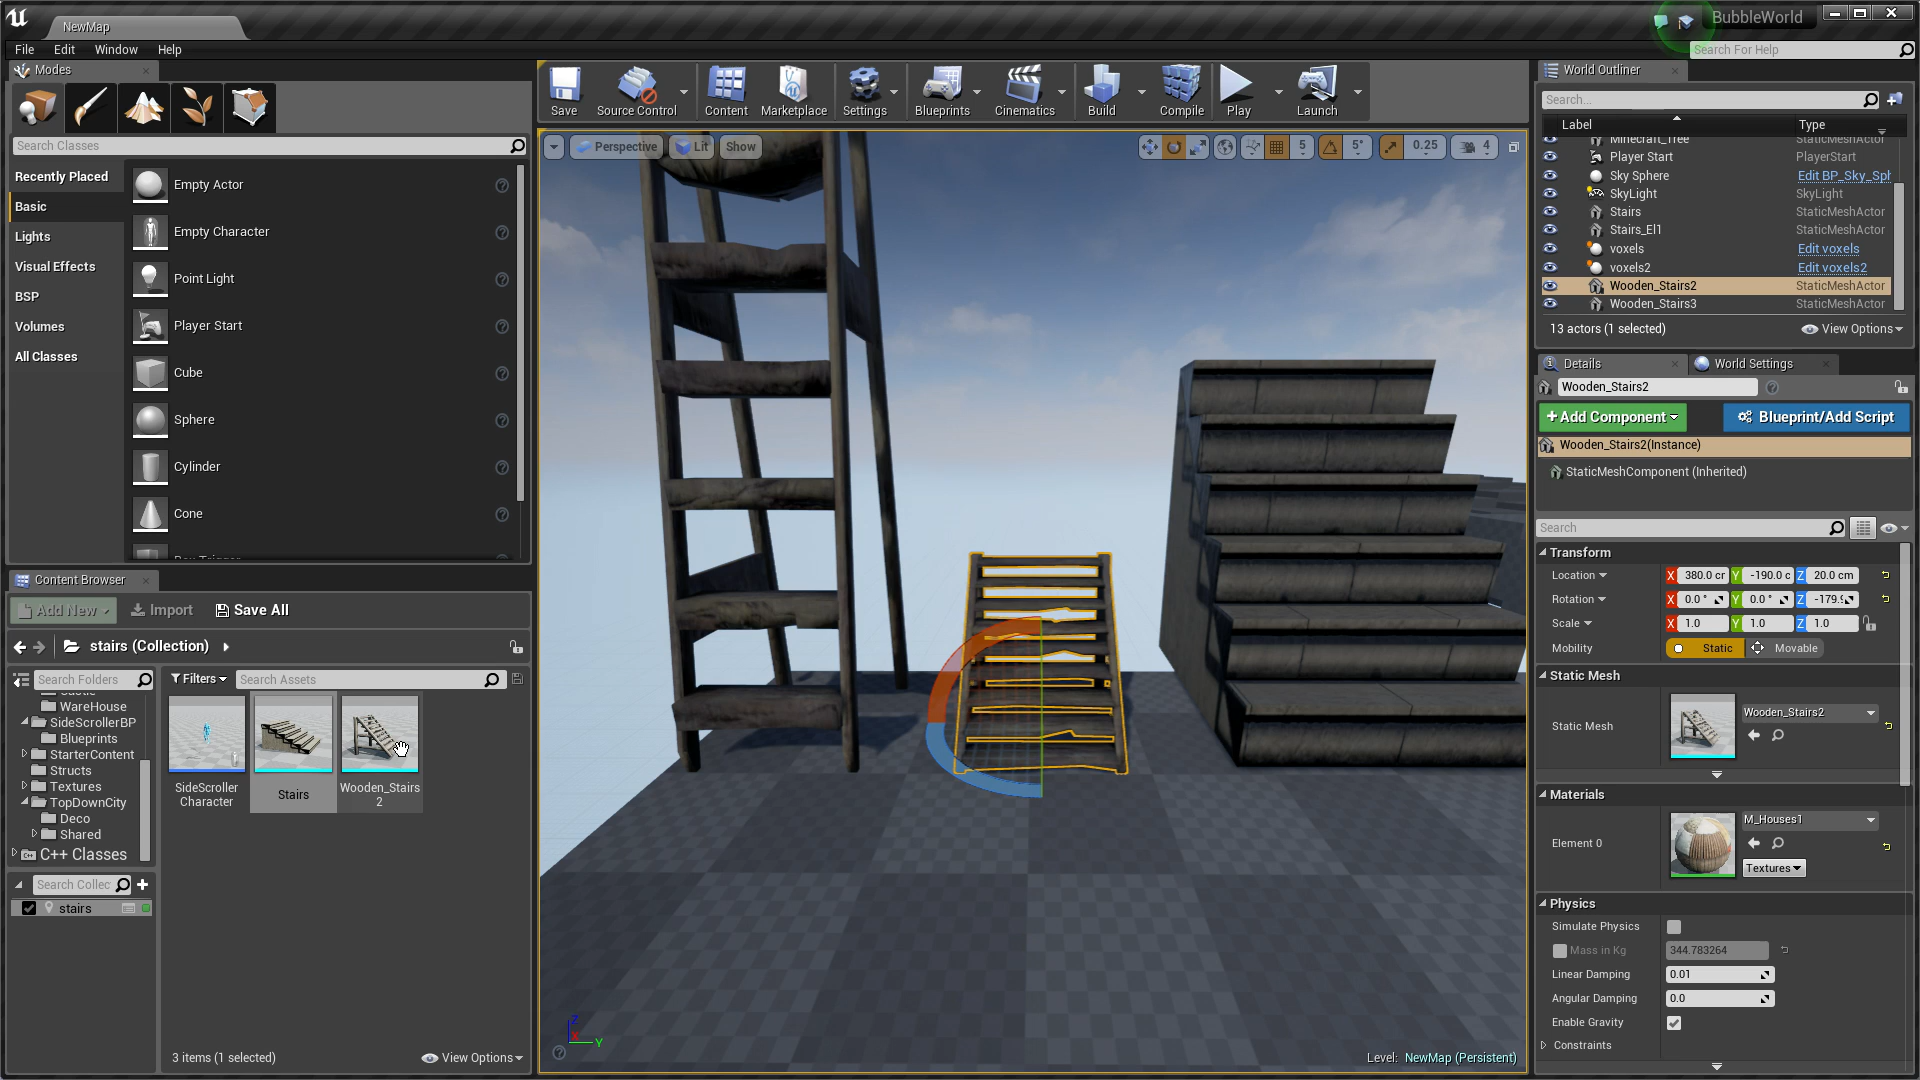 NewMap
BubbleWorld
File Edit Window Help
Search For Help
Modes
Search Classes
Recently Placed
Basic
Lights
Visual Effects
BSP
Volumes
All Classes
Empty Actor
Empty Character
Point Light
Player Start
Cube
Sphere
Cylinder
Cone
Save
Source Control
Content
Marketplace
Settings
Blueprints
Cinematics
Build
Compile
Play
Launch
Perspective Lit Show
5 5° 0.25 4
World Outliner
Search...
Label Type
Minecraft_Tree StaticMeshActor
Player Start PlayerStart
Sky Sphere Edit BP_Sky_Sph
SkyLight SkyLight
Stairs StaticMeshActor
Stairs_El1 StaticMeshActor
voxels Edit voxels
voxels2 Edit voxels2
Wooden_Stairs2 StaticMeshActor
Wooden_Stairs3 StaticMeshActor
13 actors (1 selected) View Options
Details World Settings
Wooden_Stairs2
+Add Component Blueprint/Add Script
Wooden_Stairs2(Instance)
StaticMeshComponent (Inherited)
Search
Transform
Location X 380.0 cr Y -190.0 c Z 20.0 cm
Rotation X 0.0 ° Y 0.0 ° Z -179.9
Scale X 1.0 Y 1.0 Z 1.0
Mobility Static Movable
Static Mesh
Static Mesh Wooden_Stairs2
Materials
Element 0 M_Houses1
Textures
Physics
Simulate Physics
Mass in Kg 344.783264
Linear Damping 0.01
Angular Damping 0.0
Enable Gravity
Constraints
Content Browser
Add New Import Save All
stairs (Collection)
Search Folders
Filters Search Assets
WareHouse
SideScrollerBP
Blueprints
StarterContent
Structs
Textures
TopDownCity
Deco
Shared
C++ Classes
Search Collec
stairs
SideScroller
Character
Stairs
Wooden_Stairs
2
3 items (1 selected) View Options
Z
X
Y
Level: NewMap (Persistent)